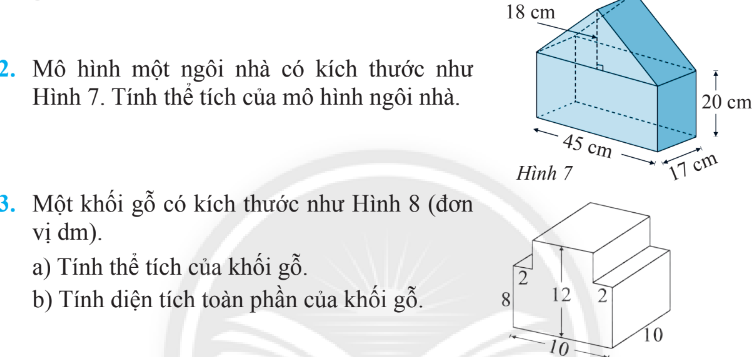 2. Mô hình một ngôi nhà có kích thước như
Hình 7. Tính thể tích của mô hình ngôi nhà.
18 cm
20 cm
45 cm
17 cm
Hình 7
3. Một khối gỗ có kích thước như Hình 8 (đơn
vị dm).
a) Tính thể tích của khối gỗ.
b) Tính diện tích toàn phần của khối gỗ.
2
8
12
2
10
10